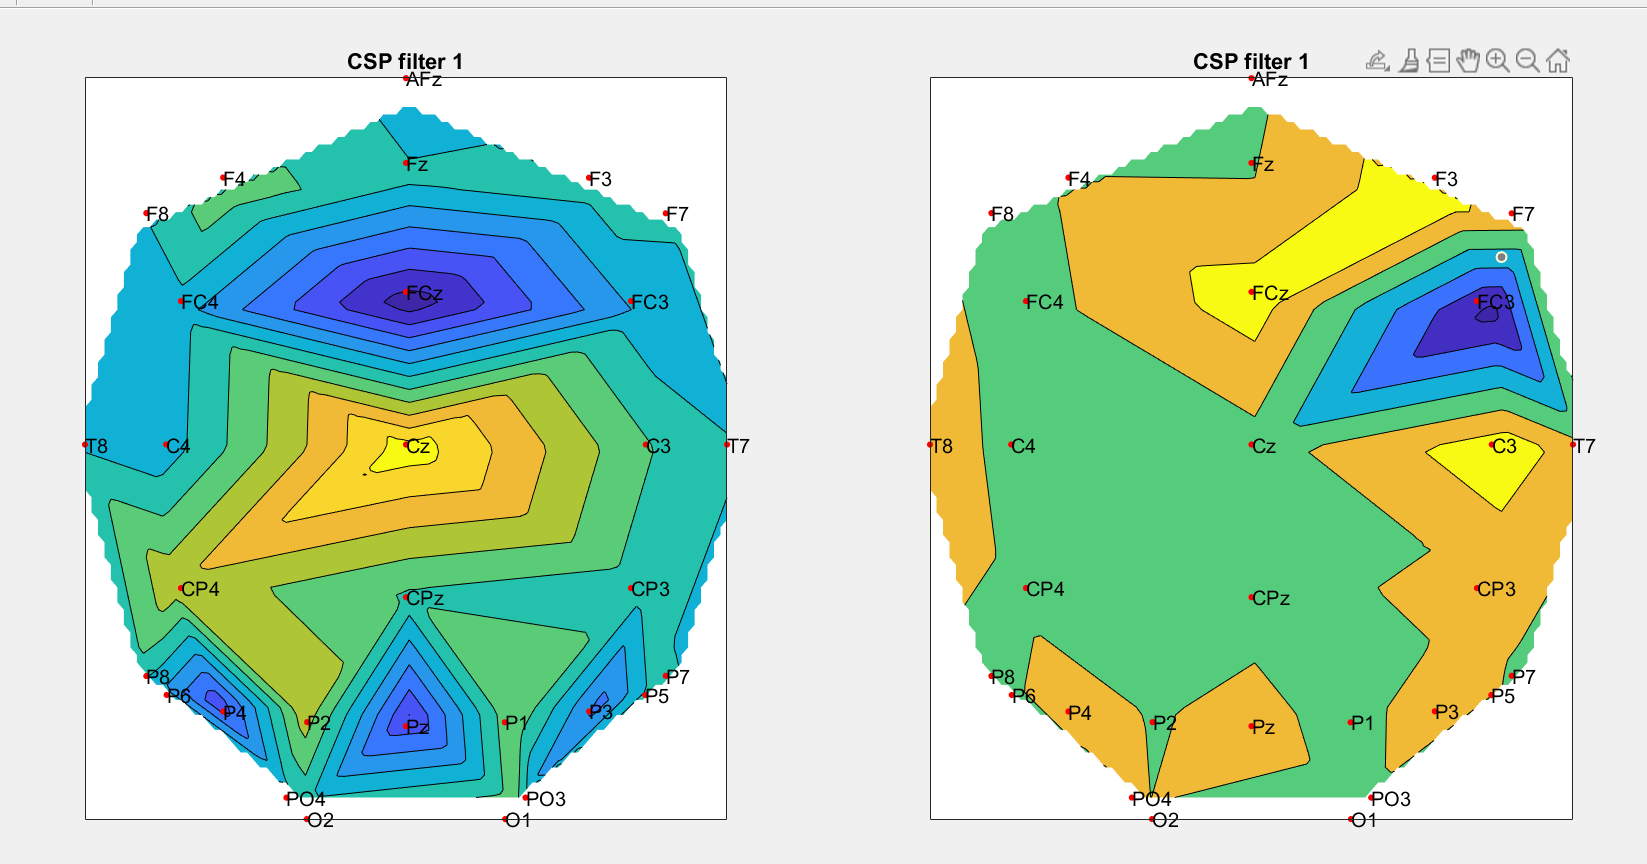 CSP filter 1
AFz
Fz
F4
F3
F8
F7
FCz
FC4
FC3
T8
C4
Cz
C3
T7
CP4
CPz
CP3
P8
P7
P6
P5
P4
P3
P2
Pz
P1
PO4
PO3
O2
O1
CSP filter 1
AFz
Fz
F4
F3
F8
F7
FCz
FC4
FC3
T8
C4
Cz
C3
T7
CP4
CPz
CP3
P8
P7
P6
P5
P4
P3
P2
Pz
P1
PO4
PO3
O2
O1